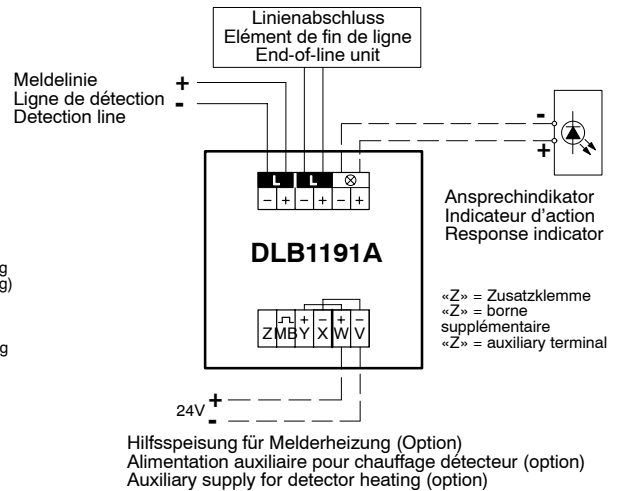 Linienabschluss
Elément de fin de ligne
End-of-line unit
Meldelinie
Ligne de détection
Detection line
+
-
-
+
L L ⊗
− + − + − +
Ansprechindikator
Indicateur d'action
Response indicator
DLB1191A
g
g)
g
«Z» = Zusatzklemme
«Z» = borne
supplémentaire
«Z» = auxiliary terminal
+ − + −
Z MB Y X W V
24V + -
Hilfsspeisung für Melderheizung (Option)
Alimentation auxiliaire pour chauffage détecteur (option)
Auxiliary supply for detector heating (option)